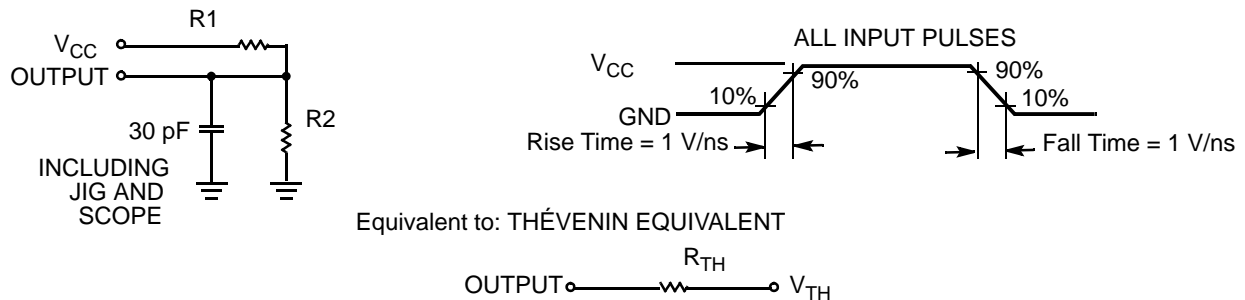 R1
VCC
OUTPUT
30 pF
R2
INCLUDING
JIG AND
SCOPE
ALL INPUT PULSES
VCC
GND
10%
90%
90%
10%
Rise Time = 1 V/ns
Fall Time = 1 V/ns
Equivalent to: THÉVENIN EQUIVALENT
RTH
OUTPUT
VTH